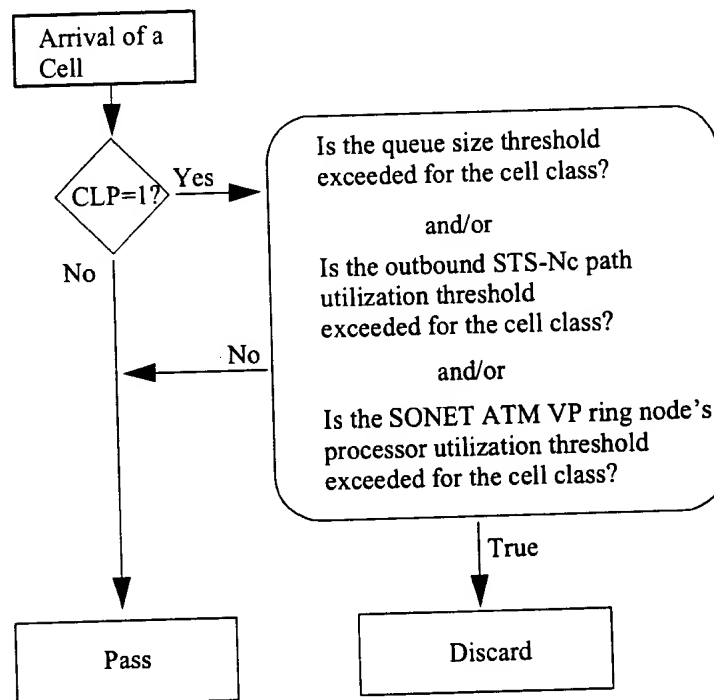 Arrival of a
Cell
CLP=1?
Yes
No
Is the queue size threshold
exceeded for the cell class?
and/or
Is the outbound STS-Nc path
utilization threshold
exceeded for the cell class?
and/or
Is the SONET ATM VP ring node's
processor utilization threshold
exceeded for the cell class?
No
True
Pass
Discard